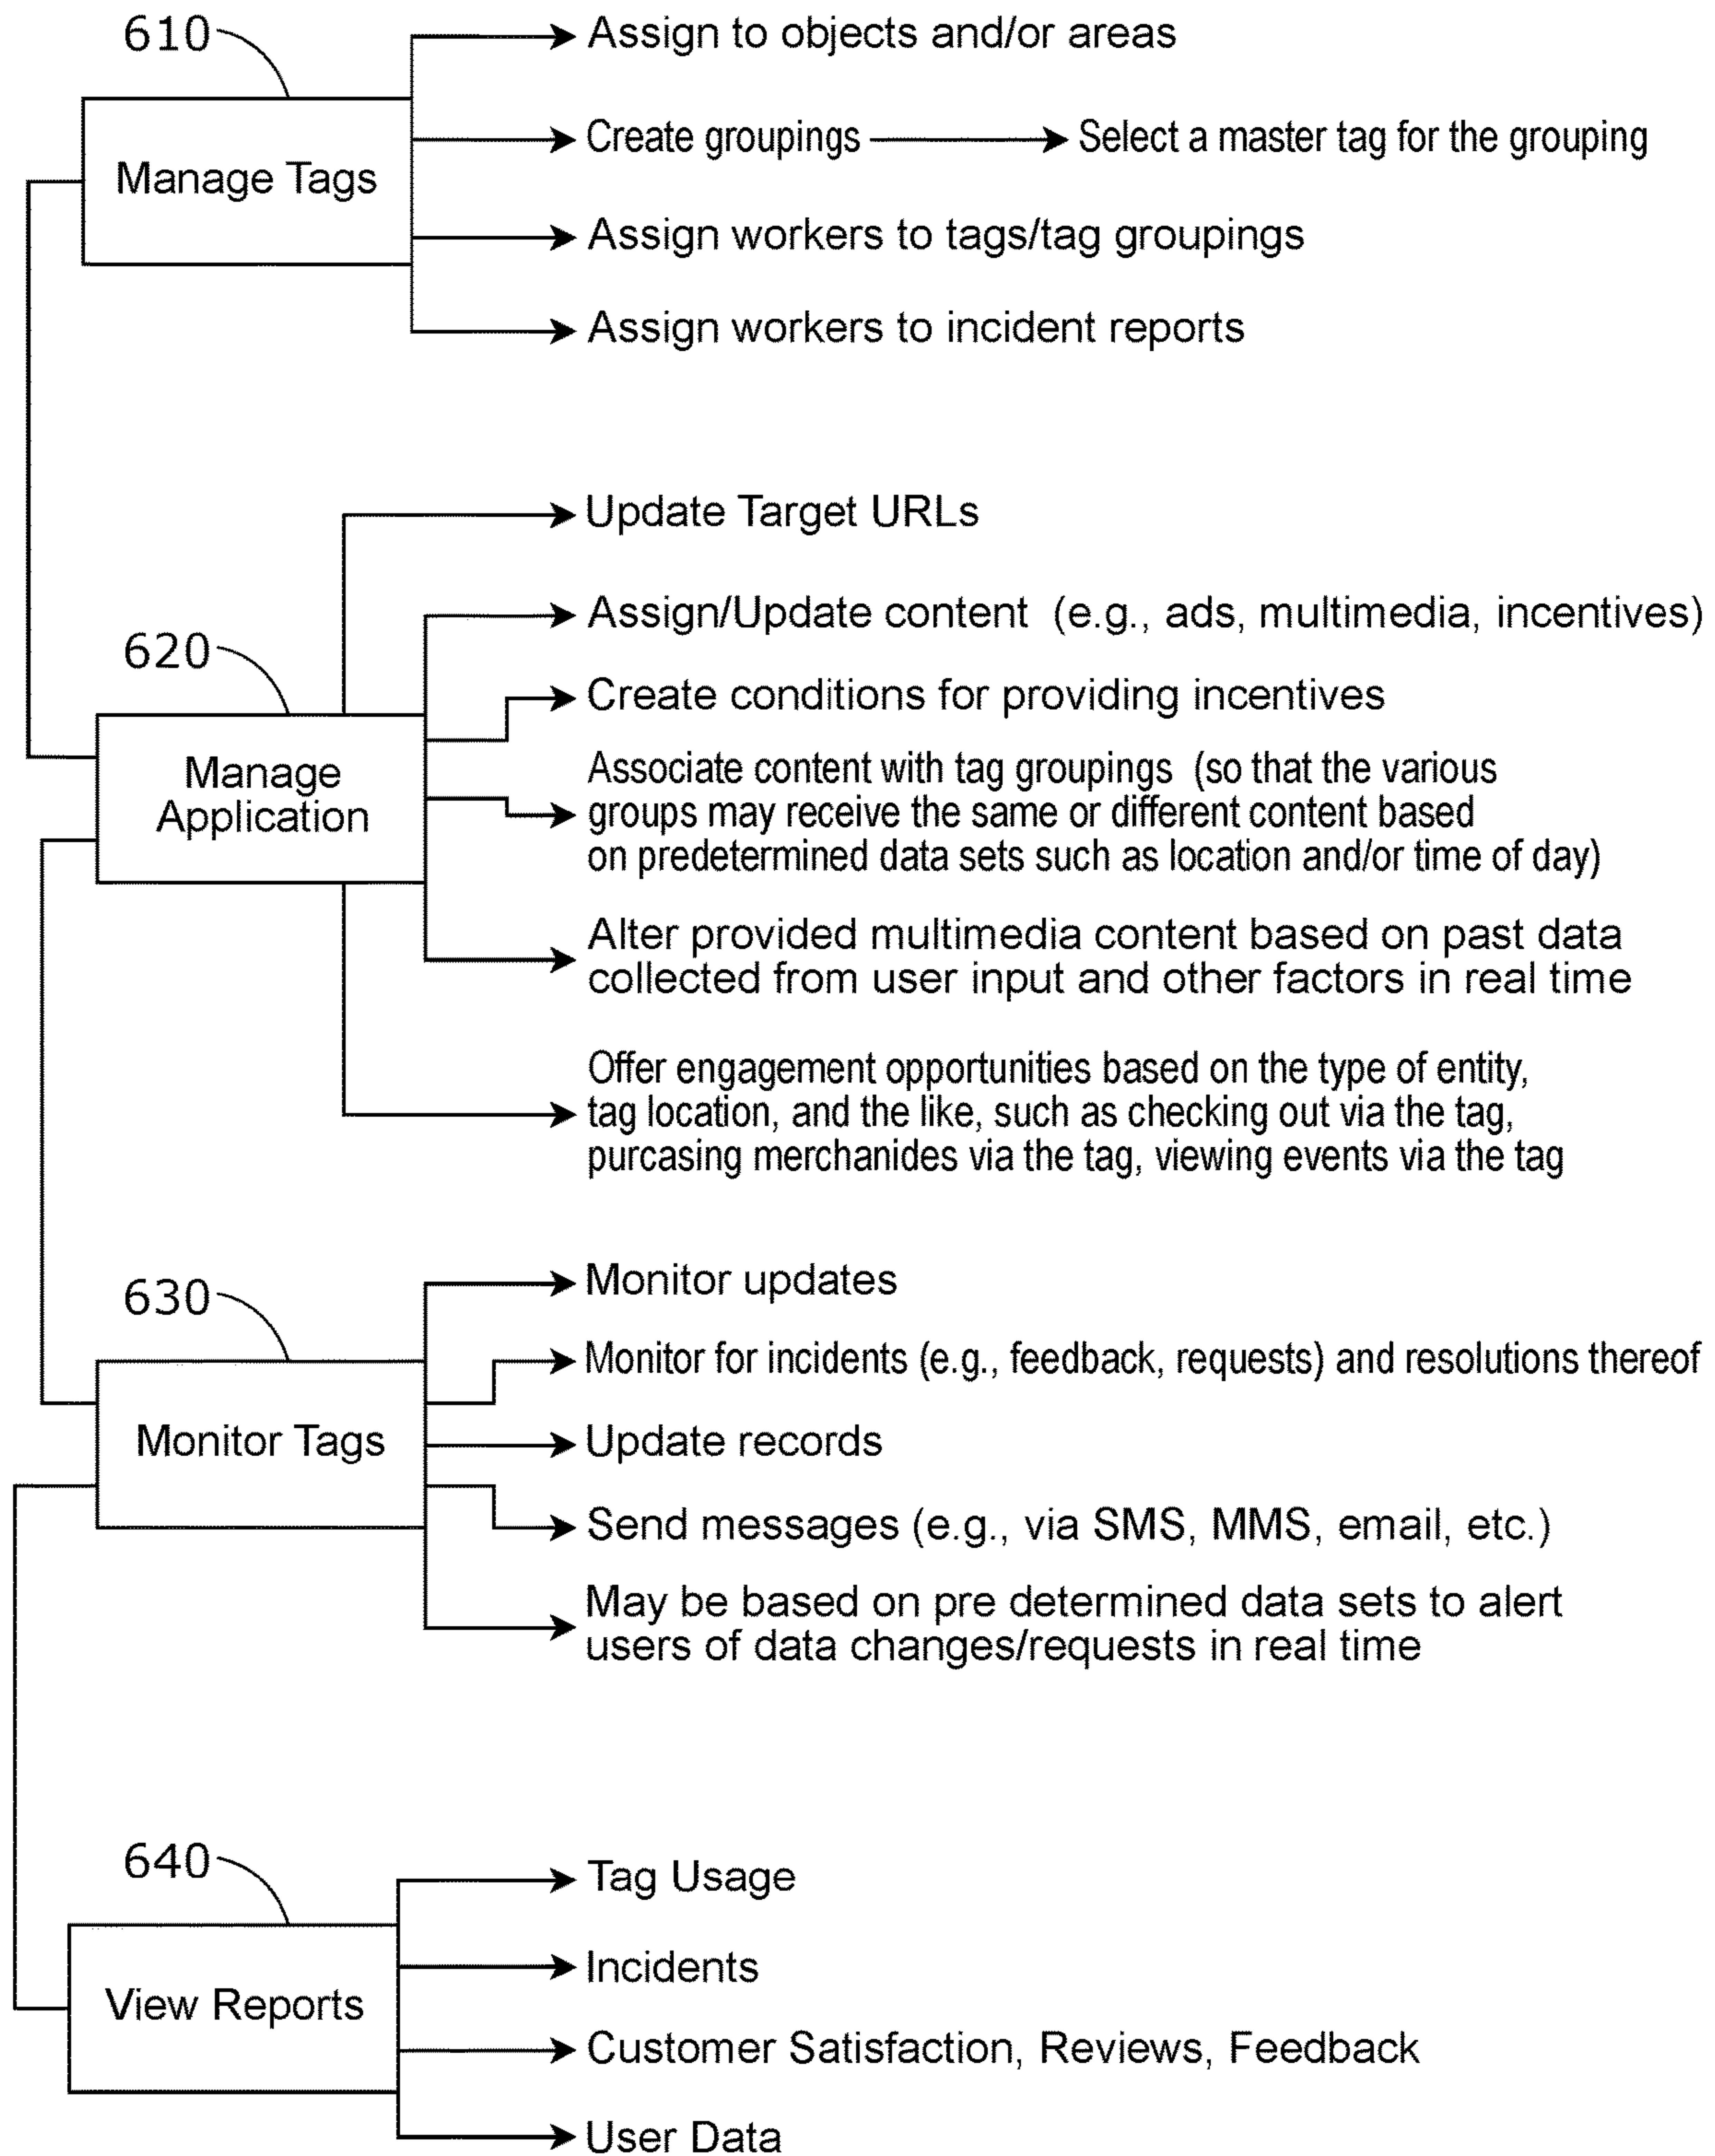 610
Assign to objects and/or areas
Manage Tags
Create groupings
Select a master tag for the grouping
Assign workers to tags/tag groupings
Assign workers to incident reports
Update Target URLs
620
Manage
Application
Assign/Update content (e.g., ads, multimedia, incentives)
Create conditions for providing incentives
Associate content with tag groupings (so that the various
groups may receive the same or different content based
on predetermined data sets such as location and/or time of day)
Alter provided multimedia content based on past data
collected from user input and other factors in real time
Offer engagement opportunities based on the type of entity,
tag location, and the like, such as checking out via the tag,
purcasing merchanides via the tag, viewing events via the tag
630
Monitor Tags
Monitor updates
Monitor for incidents (e.g., feedback, requests) and resolutions thereof
Update records
Send messages (e.g., via SMS, MMS, email, etc.)
May be based on pre determined data sets to alert
users of data changes/requests in real time
640
View Reports
Tag Usage
Incidents
Customer Satisfaction, Reviews, Feedback
User Data